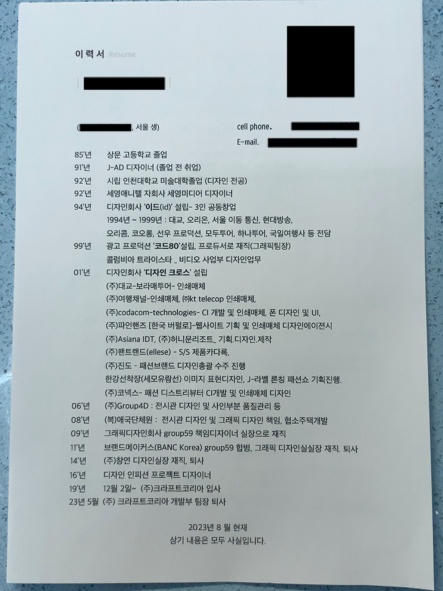 이 력 서 Resume
, 서울 생)
cell phone.
E-mail.
85'년 상문 고등학교 졸업
91'년 J-AD 디자이너 (졸업 전 취업)
92'년 시립 인천대학교 미술대학졸업 (디자인 전공)
92'년 세영애니텔 자회사 세영미디어 디자이너
94'년 디자인회사 '이드(id)' 설립- 3인 공동창업
1994년 ~ 1999년 : 대교, 오리온, 서울 이동 통신, 현대방송,
오리콤, 코오롱, 선우 프로덕션, 모두투어, 하나투어, 국일여행사 등 전담
99'년 광고 프로덕션 '코드80'설립, 프로듀서로 재직(그래픽팀장)
콜럼비아 트라이스타 _ 비디오 사업부 디자인업무
01'년 디자인회사 '디자인 크로스' 설립
(주)대교-보라매투어- 인쇄매체
(주)여행채널-인쇄매체, ㈜kt telecop 인쇄매체,
(주)codacom-technologies- CI 개발 및 인쇄매체, 폰 디자인 및 UI,
(주)파인핸즈 [한국 버펄로]-웹사이트 기획 및 인쇄매체 디자인에이젼시
(주)Asiana IDT, (주)허니문리조트_ 기획.디자인.제작
(주)팬트랜드(ellese) - S/S 제품카다록,
(주)진도 - 패션브랜드 디자인총괄 수주 진행
한강선착장(세모유람선) 이미지 표현디자인, J-라벨 론칭 패션쇼 기획진행.
(주)코넥스- 패션 디스트리뷰터 CI개발 및 인쇄매체 디자인
06'년 (주)Group4D : 전시관 디자인 및 사인부분 품질관리 등
08'년 (북)애국단체원 : 전시관 디자인 및 그래픽 디자인 책임, 협소주택개발
09'년 그래픽디자인회사 group59 책임디자이너 실장으로 재직
11'년 브랜드메이커스(BANC Korea) group59 합병, 그래픽 디자인실실장 재직, 퇴사
14'년 (주)창연 디자인실장 재직, 퇴사
16'년 디자인 인피션 프로젝트 디자이너
19'년 12월 2일~ (주)크라프트코리아 입사
23년 5월 (주) 크라프트코리아 개발부 팀장 퇴사
2023년 8 월 현재
상기 내용은 모두 사실입니다.